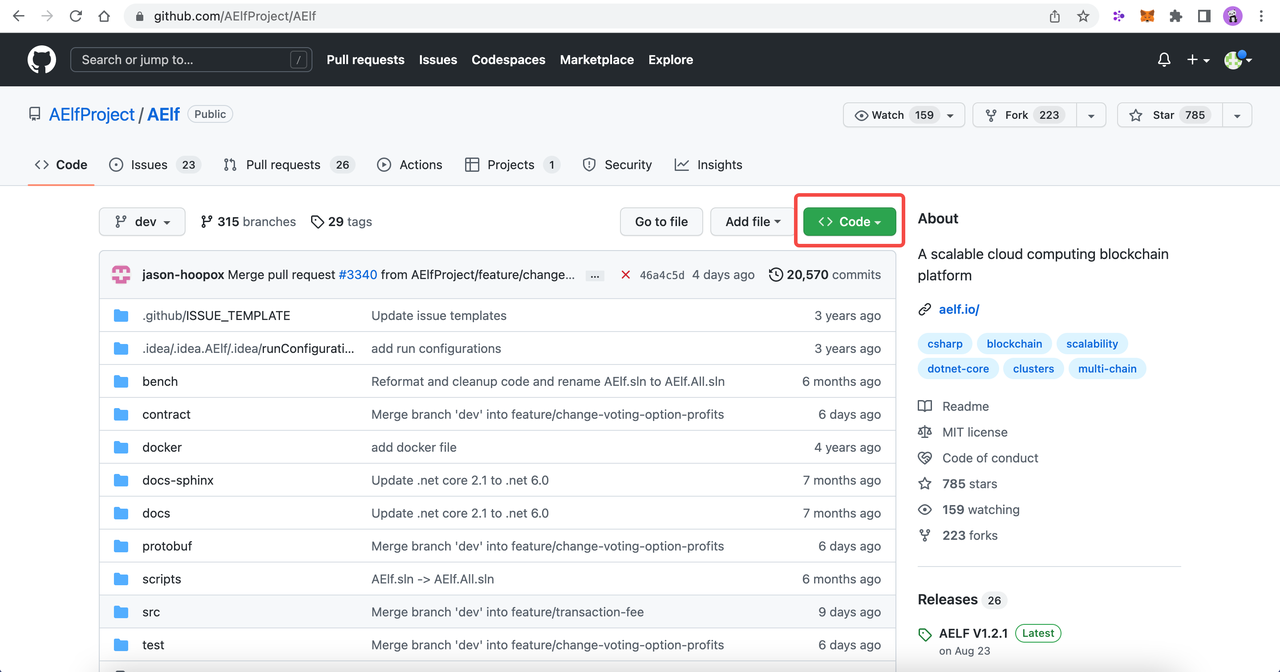 github.com/AElfProject/AElf
Search or jump to... /
Pull requests Issues Codespaces Marketplace Explore
AElfProject / AElf Public
Watch 159 Fork 223 Star 785
Code Issues 23 Pull requests 26 Actions Projects 1 Security Insights
dev 315 branches 29 tags Go to file Add file Code
jason-hoopox Merge pull request #3340 from AElfProject/feature/change... ... 46a4c5d 4 days ago 20,570 commits
.github/ISSUE_TEMPLATE Update issue templates 3 years ago
.idea/.idea.AElf/.idea/runConfigurati... add run configurations 3 years ago
bench Reformat and cleanup code and rename AElf.sln to AElf.All.sln 6 months ago
contract Merge branch 'dev' into feature/change-voting-option-profits 6 days ago
docker add docker file 4 years ago
docs-sphinx Update .net core 2.1 to .net 6.0 7 months ago
docs Update .net core 2.1 to .net 6.0 7 months ago
protobuf Merge branch 'dev' into feature/change-voting-option-profits 6 days ago
scripts AElf.sln -> AElf.All.sln 6 months ago
src Merge branch 'dev' into feature/transaction-fee 9 days ago
test Merge branch 'dev' into feature/change-voting-option-profits 6 days ago
About
A scalable cloud computing blockchain
platform
aelf.io/
csharp blockchain scalability
dotnet-core clusters multi-chain
Readme
MIT license
Code of conduct
785 stars
159 watching
223 forks
Releases 26
AELF V1.2.1 Latest
on Aug 23